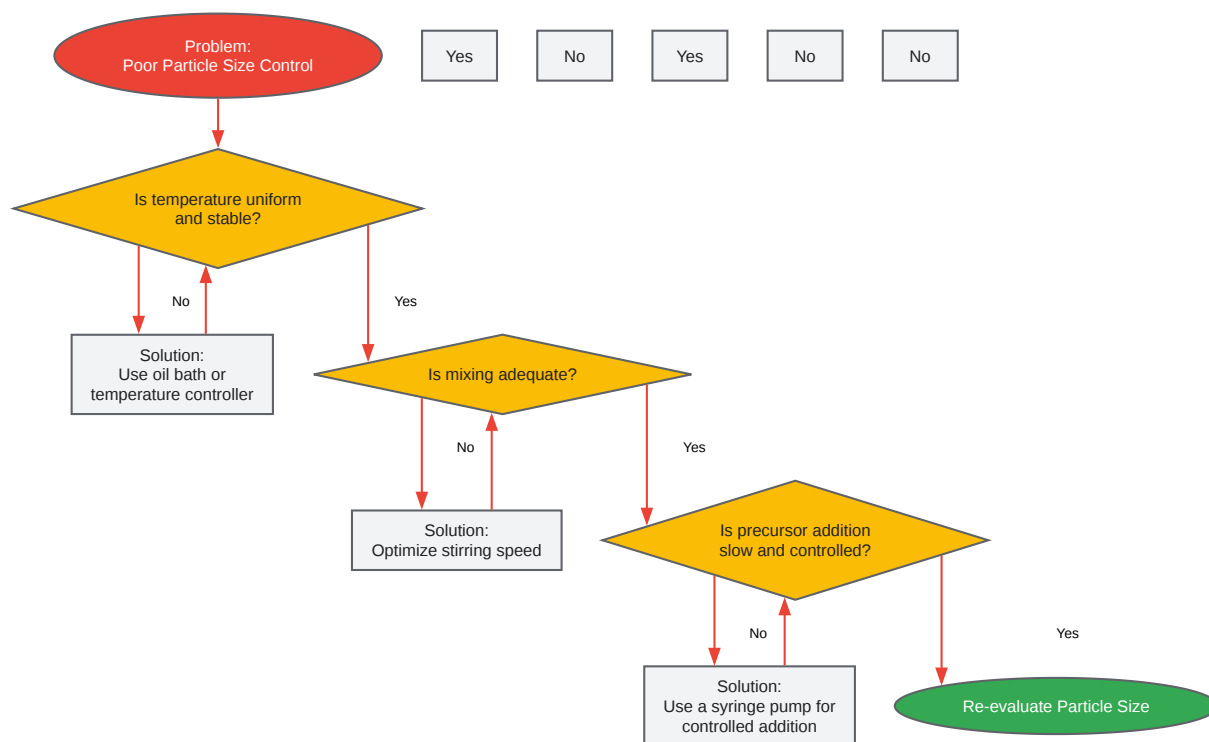 Problem:
Poor Particle Size Control
Yes
No
Yes
No
No
Is temperature uniform
and stable?
No
Yes
Solution:
Use oil bath or
temperature controller
Is mixing adequate?
No
Yes
Solution:
Optimize stirring speed
Is precursor addition
slow and controlled?
No
Yes
Solution:
Use a syringe pump for
controlled addition
Re-evaluate Particle Size